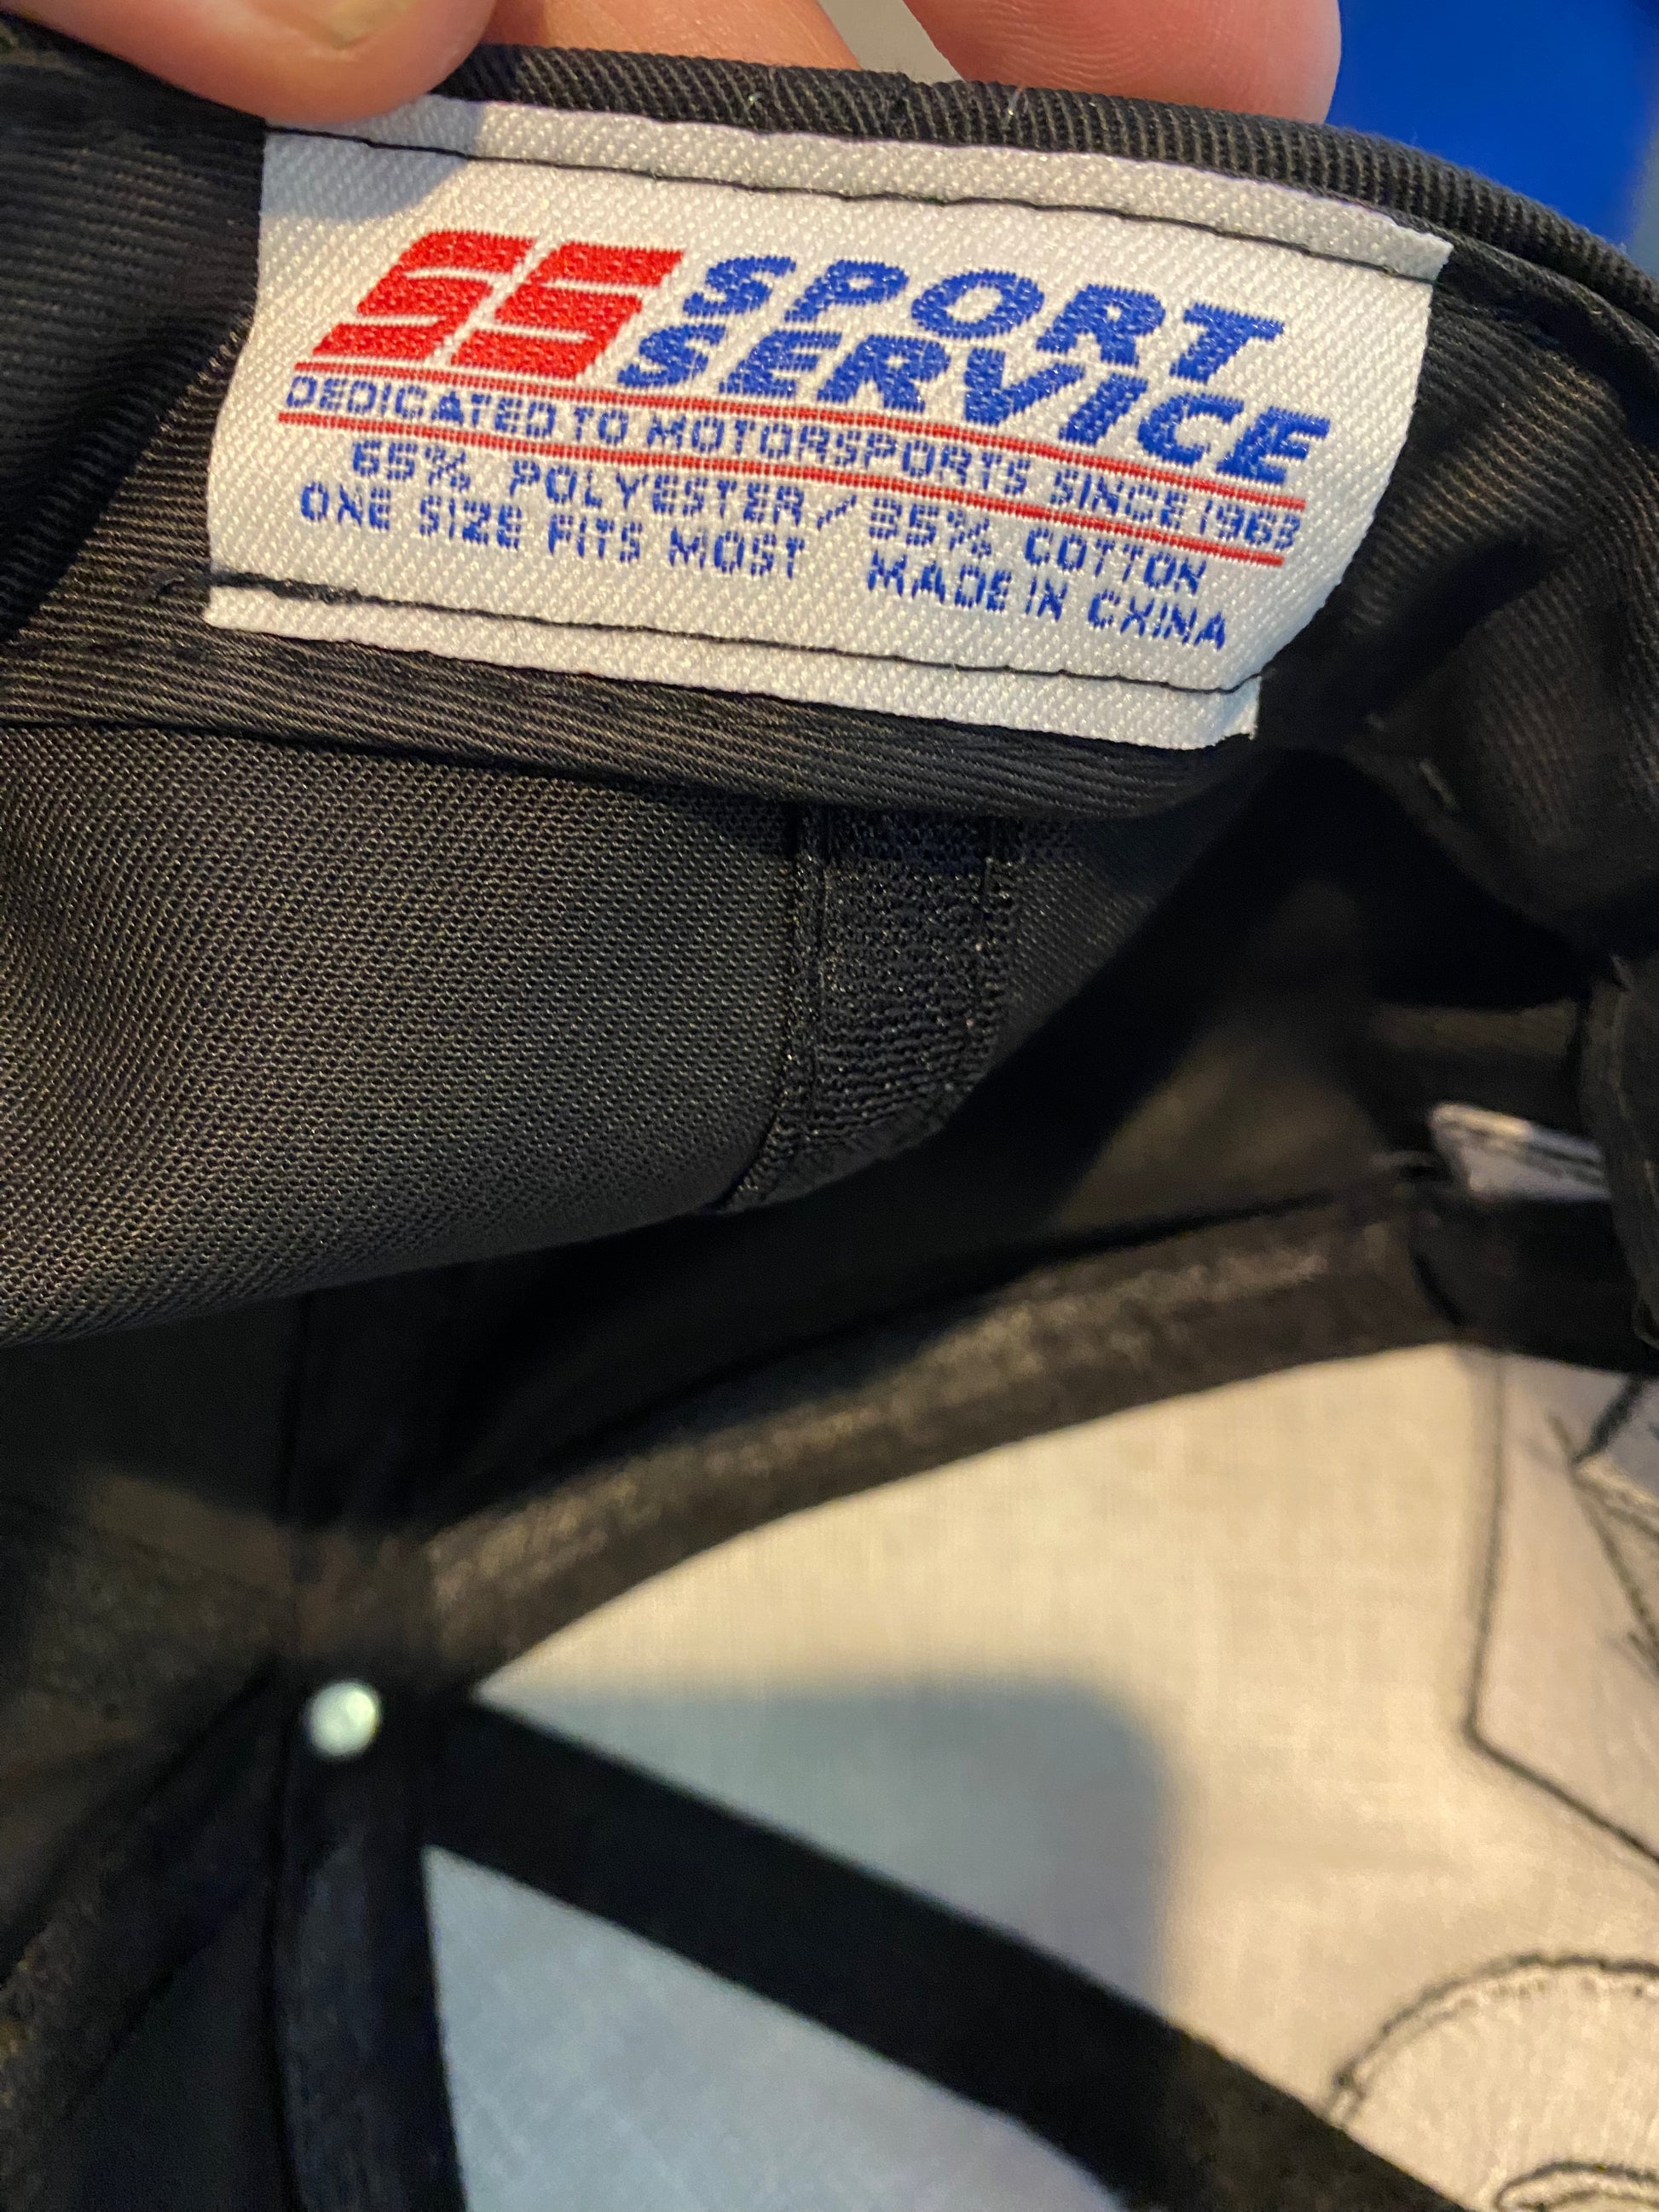 SS SPORT
SERVICE
DEDICATED TO MOTORSPORTS SINCE 1963
65% POLYESTER / 35% COTTON
ONE SIZE FITS MOST MADE IN CHINA